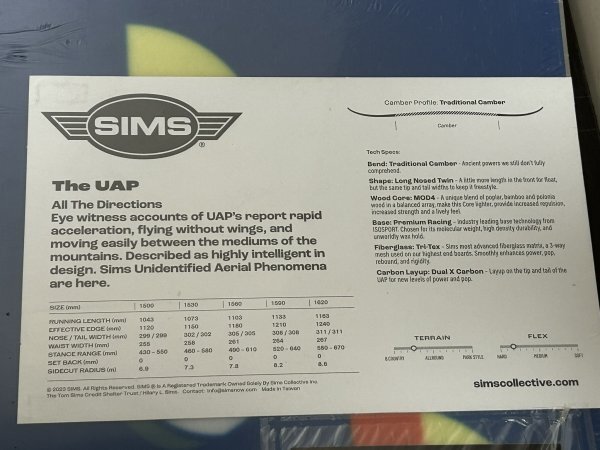 SIMS
®
The UAP
All The Directions
Eye witness accounts of UAP's report rapid
acceleration, flying without wings, and
moving easily between the mediums of the
mountains. Described as highly intelligent in
design. Sims Unidentified Aerial Phenomena
are here.
SIZE (mm) 1500 1530 1560 1590 1620
RUNNING LENGTH (mm) 1043 1073 1103 1133 1163
EFFECTIVE EDGE (mm) 1120 1150 1180 1210 1240
NOSE / TAIL WIDTH (mm) 299 / 299 302 / 302 305 / 305 308 / 308 311 / 311
WAIST WIDTH (mm) 255 258 261 264 267
STANCE RANGE (mm) 430 - 550 460 - 580 490 - 610 520 - 640 550 - 670
SET BACK (mm) 0 0 0 0 0
SIDECUT RADIUS (m) 6.9 7.3 7.8 8.2 8.6
© 2020 SIMS. All Rights Reserved. SIMS ® Is A Registered Trademark Owned Solely By Sims Collective Inc.
The Tom Sims Credit Shelter Trust / Hilary L. Sims. Contact: info@simsnow.com Made In Taiwan
Camber Profile: Traditional Camber
Camber
Tech Specs:
Bend: Traditional Camber - Ancient powers we still don't fully
comprehend.
Shape: Long Nosed Twin - A little more length in the front for float,
but the same tip and tail widths to keep it freestyle.
Wood Core: MOD4 - A unique blend of poplar, bamboo and polonia
wood in a balanced array, make this Core lighter, provide increased repulsion,
increased strength and a lively feel.
Base: Premium Racing - Industry leading base technology from
ISOSPORT. Chosen for its molecular weight, high density durability, and
unworldly wax hold.
Fiberglass: Tri-Tex - Sims most advanced fiberglass matrix, a 3-way
mesh used on our highest end boards. Smoothly enhances power, pop,
rebound, and rigidity.
Carbon Layup: Dual X Carbon - Layup on the tip and tail of the
UAP for new levels of power and pop.
TERRAIN
B.COUNTRY ALLROUND PARK STYLE
FLEX
HARD MEDIUM SOFT
simscollective.com